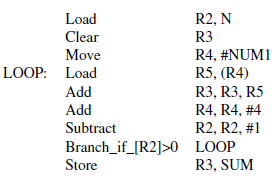 Load R2, N
Clear R3
Move R4, #NUM1
LOOP: Load R5, (R4)
Add R3, R3, R5
Add R4, R4, #4
Subtract R2, R2, #1
Branch_if_[R2]>0 LOOP
Store R3, SUM